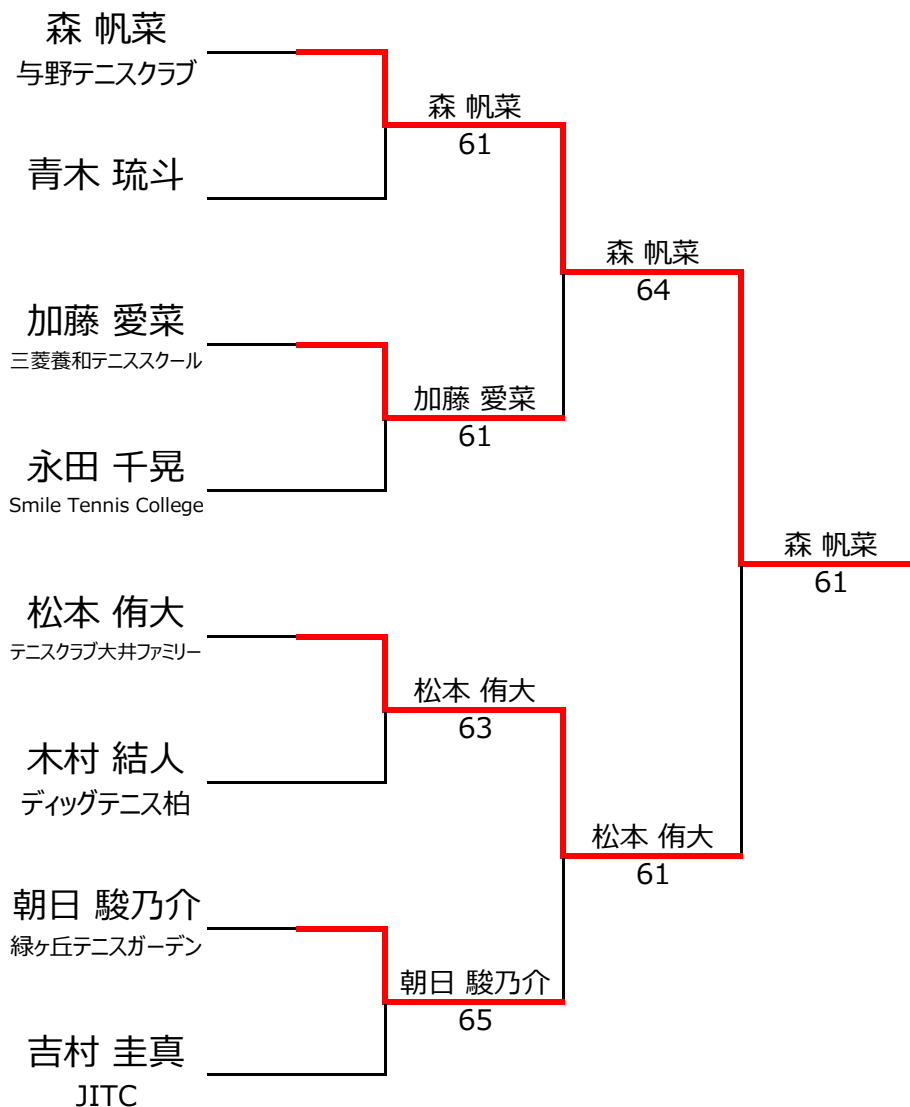 森 帆菜
与野テニスクラブ
青木 琉斗
加藤 愛菜
三菱養和テニススクール
永田 千晃
Smile Tennis College
松本 侑大
テニスクラブ大井ファミリー
木村 結人
ディッグテニス柏
朝日 駿乃介
緑ヶ丘テニスガーデン
吉村 圭真
JITC
森 帆菜
61
加藤 愛菜
61
松本 侑大
63
朝日 駿乃介
65
森 帆菜
64
松本 侑大
61
森 帆菜
61